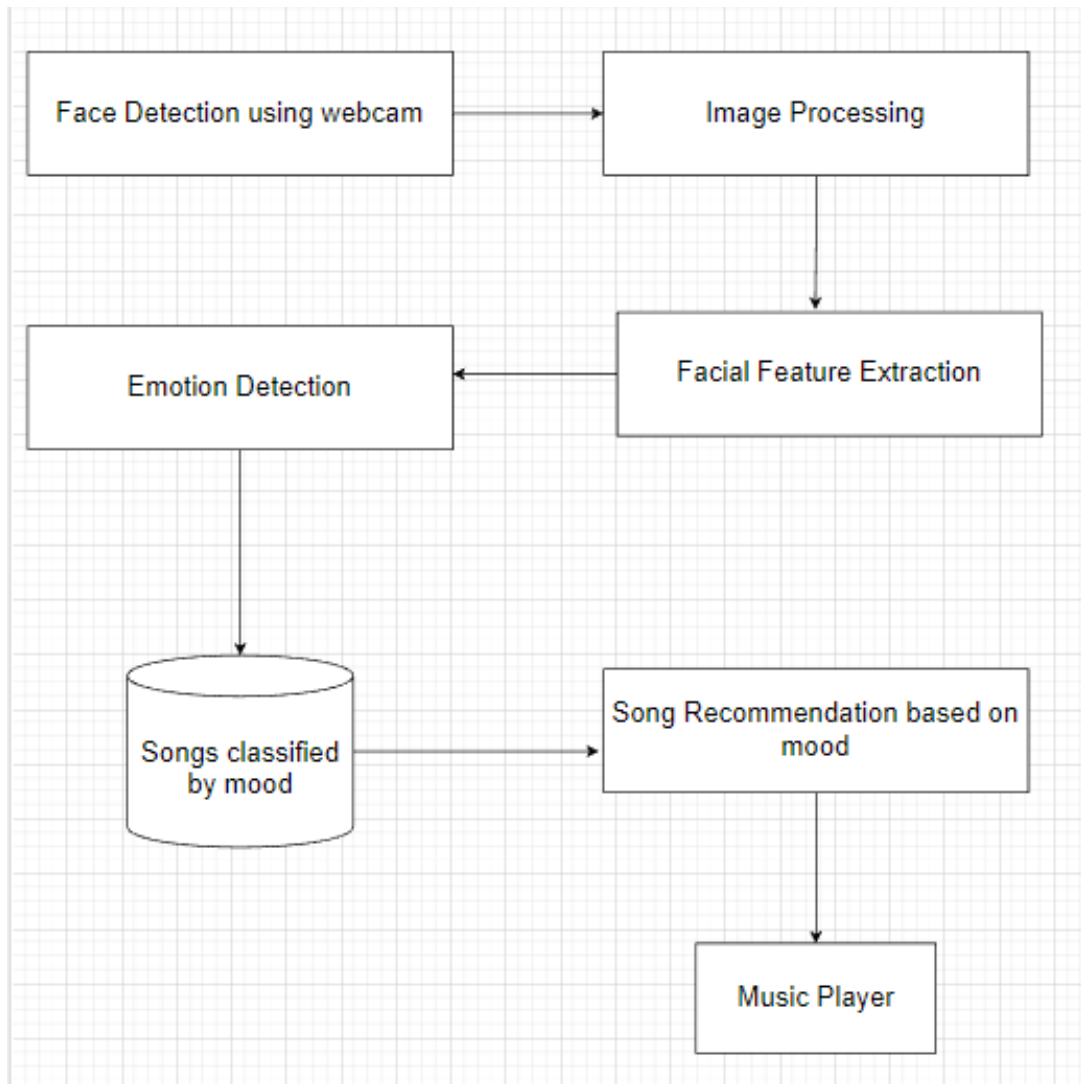 Face Detection using webcam
Image Processing
Facial Feature Extraction
Emotion Detection
Songs classified
by mood
Song Recommendation based on
mood
Music Player